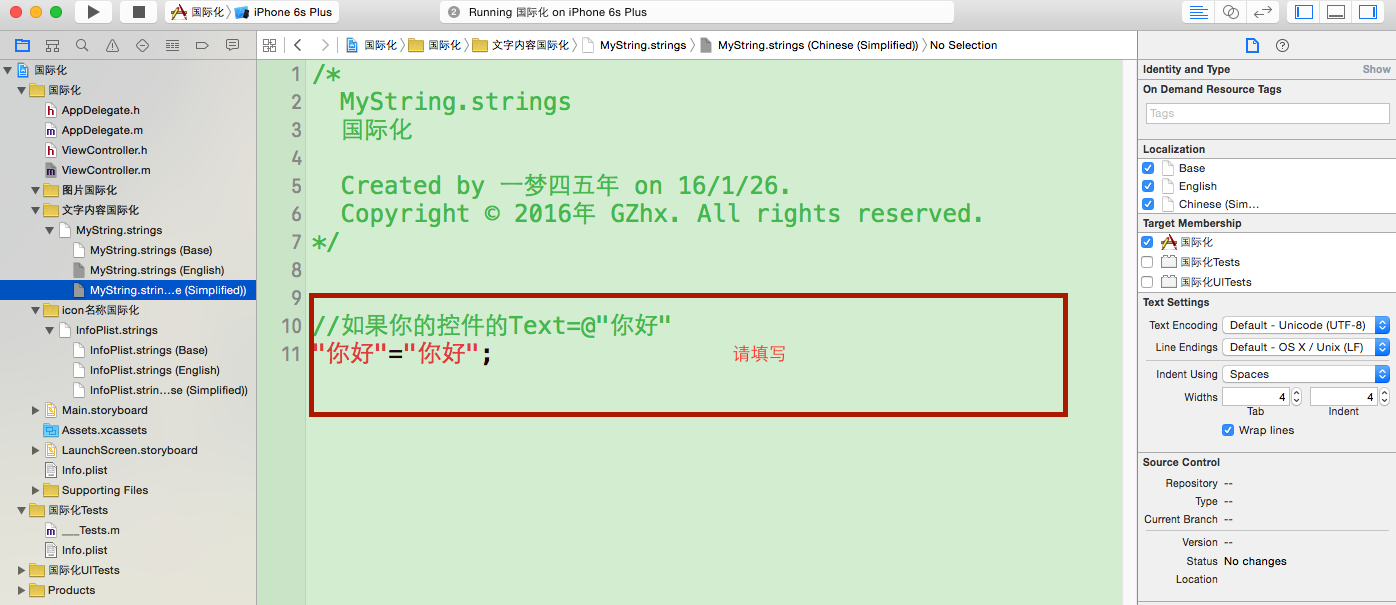 国际化 iPhone 6s Plus
2 Running 国际化 on iPhone 6s Plus
国际化 国际化 文字内容国际化 MyString.strings MyString.strings (Chinese (Simplified)) No Selection
国际化
国际化
AppDelegate.h
AppDelegate.m
ViewController.h
ViewController.m
图片国际化
文字内容国际化
MyString.strings
MyString.strings (Base)
MyString.strings (English)
MyString.strin...e (Simplified))
icon名称国际化
InfoPlist.strings
InfoPlist.strings (Base)
InfoPlist.strings (English)
InfoPlist.strin...se (Simplified))
Main.storyboard
Assets.xcassets
LaunchScreen.storyboard
Info.plist
Supporting Files
国际化Tests
___Tests.m
Info.plist
国际化UITests
Products
1 /*
2 MyString.strings
3 国际化
4
5 Created by 一梦四五年 on 16/1/26.
6 Copyright © 2016年 GZhx. All rights reserved.
7 */
8
9
10 //如果你的控件的Text=@"你好"
11 "你好"="你好"; 请填写
Identity and Type Show
On Demand Resource Tags
Tags
Localization
Base
English
Chinese (Sim...
Target Membership
国际化
国际化Tests
国际化UITests
Text Settings
Text Encoding Default - Unicode (UTF-8)
Line Endings Default - OS X / Unix (LF)
Indent Using Spaces
Widths 4 4
Tab Indent
Wrap lines
Source Control
Repository --
Type --
Current Branch --
Version --
Status No changes
Location